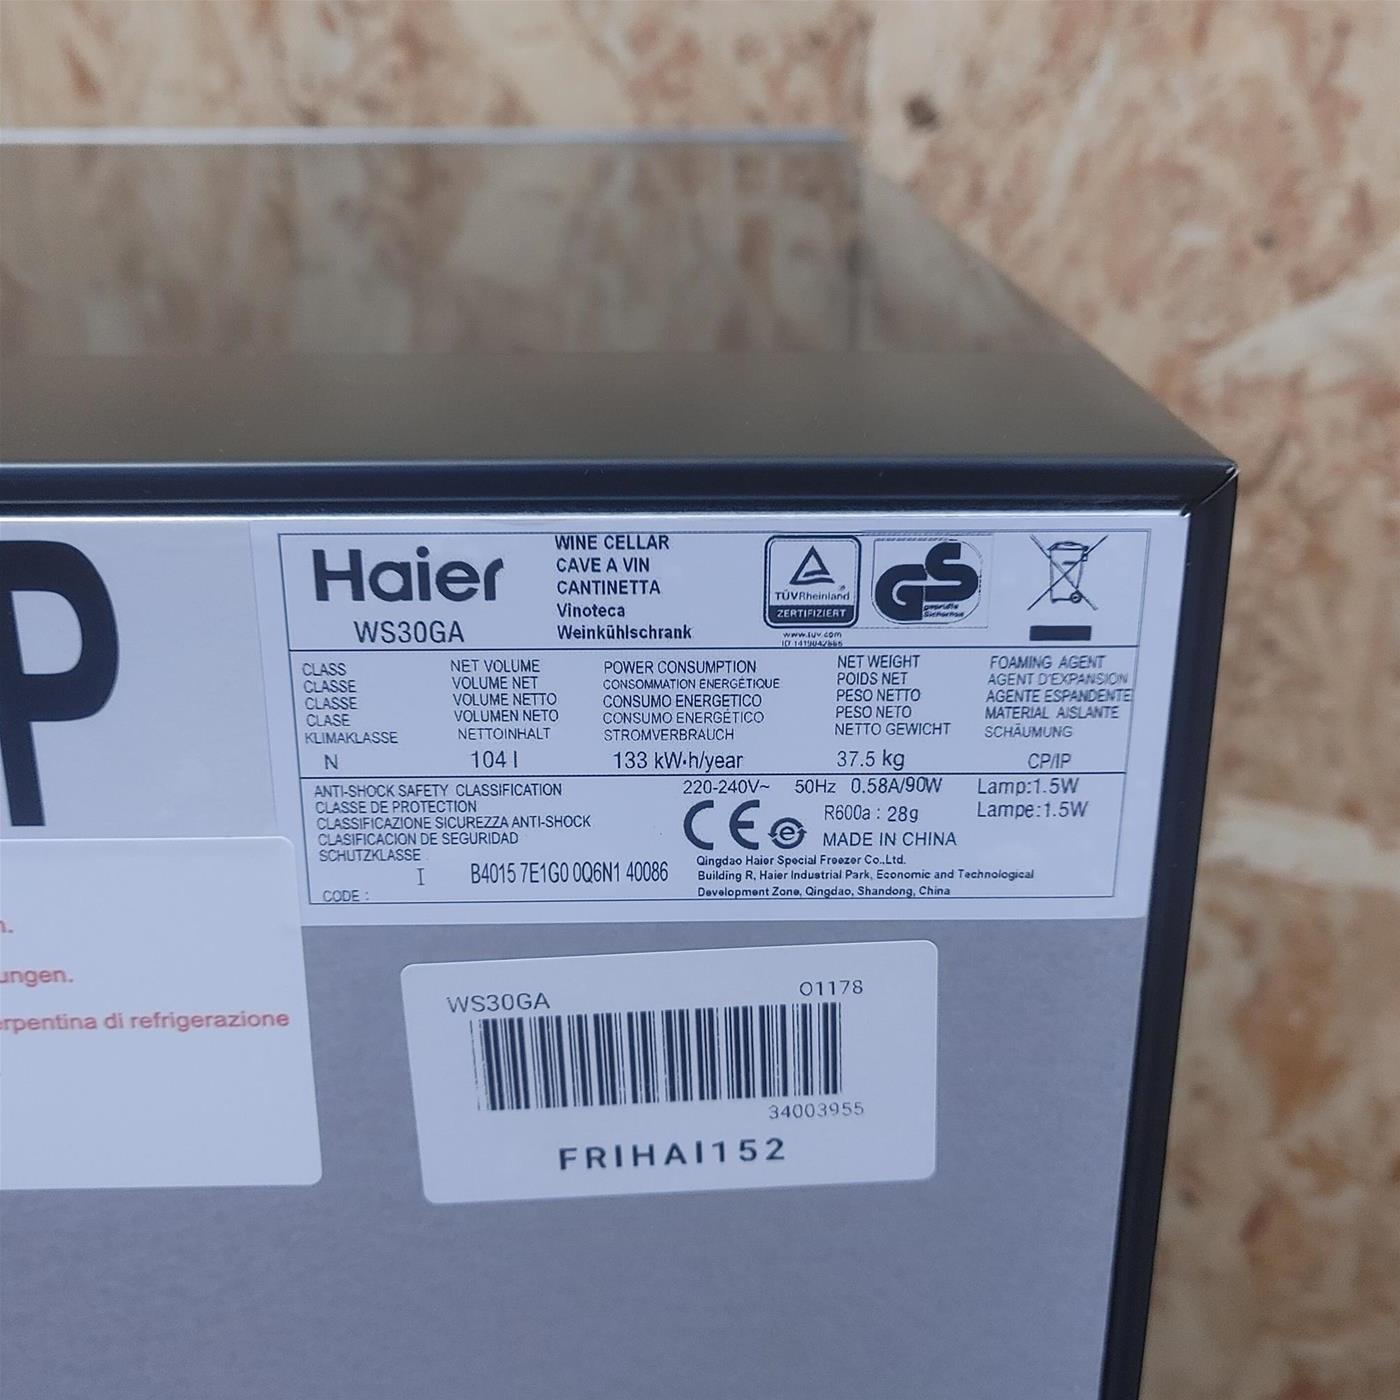 P
Haier
WS30GA
WINE CELLAR
CAVE A VIN
CANTINETTA
Vinoteca
Weinkühlschrank
TÜVRheinland
ZERTIFIZIERT
www.tuv.com
GS
geprüfte
Sicherheit
CLASS
CLASSE
CLASSE
CLASE
KLIMAKLASSE
N
NET VOLUME
VOLUME NET
VOLUME NETTO
VOLUMEN NETO
NETTOINHALT
104 l
POWER CONSUMPTION
CONSOMMATION ENERGÉTIQUE
CONSUMO ENERGETICO
CONSUMO ENERGÉTICO
STROMVERBRAUCH
133 kW·h/year
NET WEIGHT
POIDS NET
PESO NETTO
PESO NETO
NETTO GEWICHT
37.5 kg
FOAMING AGENT
AGENT D'EXPANSION
AGENTE ESPANDENTE
MATERIAL AISLANTE
SCHÄUMUNG
CP/IP
ANTI-SHOCK SAFETY CLASSIFICATION
CLASSE DE PROTECTION
CLASSIFICAZIONE SICUREZZA ANTI-SHOCK
CLASIFICACION DE SEGURIDAD
SCHUTZKLASSE
I
CODE :
B4015 7E1G0 0Q6N1 40086
220-240V~ 50Hz 0.58A/90W
Lamp:1.5W
Lampe:1.5W
CE
R600a : 28g
MADE IN CHINA
Qingdao Haier Special Freezer Co.,Ltd.
Building R, Haier Industrial Park, Economic and Technological
Development Zone, Qingdao, Shandong, China
n.
ungen.
erpentina di refrigerazione
WS30GA
01178
34003955
FRIHAI152